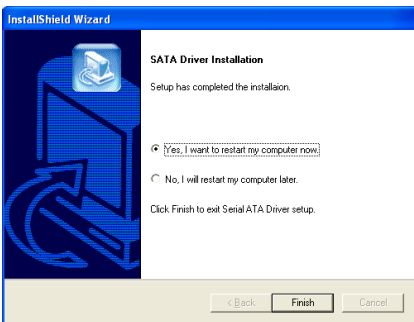 InstallShield Wizard
SATA Driver Installation
Setup has completed the installaion.
Yes, I want to restart my computer now.
No, I will restart my computer later.
Click Finish to exit Serial ATA Driver setup.
< Back
Finish
Cancel